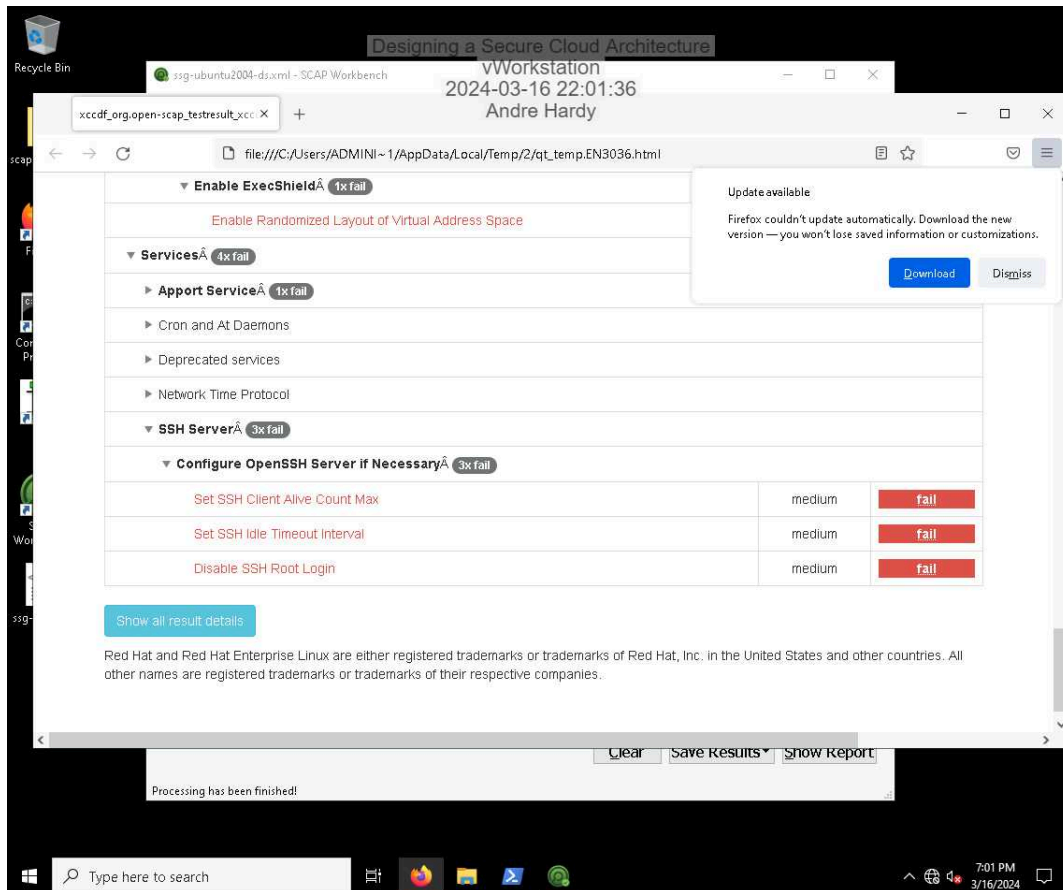 Recycle Bin
Designing a Secure Cloud Architecture
vWorkstation
2024-03-16 22:01:36
Andre Hardy
ssg-ubuntu2004-ds.xml - SCAP Workbench
xccdf_org.open-scap_testresult_xcc
scap
file:///C:/Users/ADMINI~1/AppData/Local/Temp/2/qt_temp.EN3036.html
Update available
Firefox couldn't update automatically. Download the new
version — you won't lose saved information or customizations.
Download
Dismiss
Enable ExecShieldÂ 1x fail
Enable Randomized Layout of Virtual Address Space
ServicesÂ 4x fail
Apport ServiceÂ 1x fail
Cron and At Daemons
Deprecated services
Network Time Protocol
SSH ServerÂ 3x fail
Configure OpenSSH Server if NecessaryÂ 3x fail
Set SSH Client Alive Count Max medium fail
Set SSH Idle Timeout Interval medium fail
Disable SSH Root Login medium fail
Show all result details
Red Hat and Red Hat Enterprise Linux are either registered trademarks or trademarks of Red Hat, Inc. in the United States and other countries. All
other names are registered trademarks or trademarks of their respective companies.
ssg-
Clear Save Results Show Report
Processing has been finished!
Type here to search
7:01 PM
3/16/2024